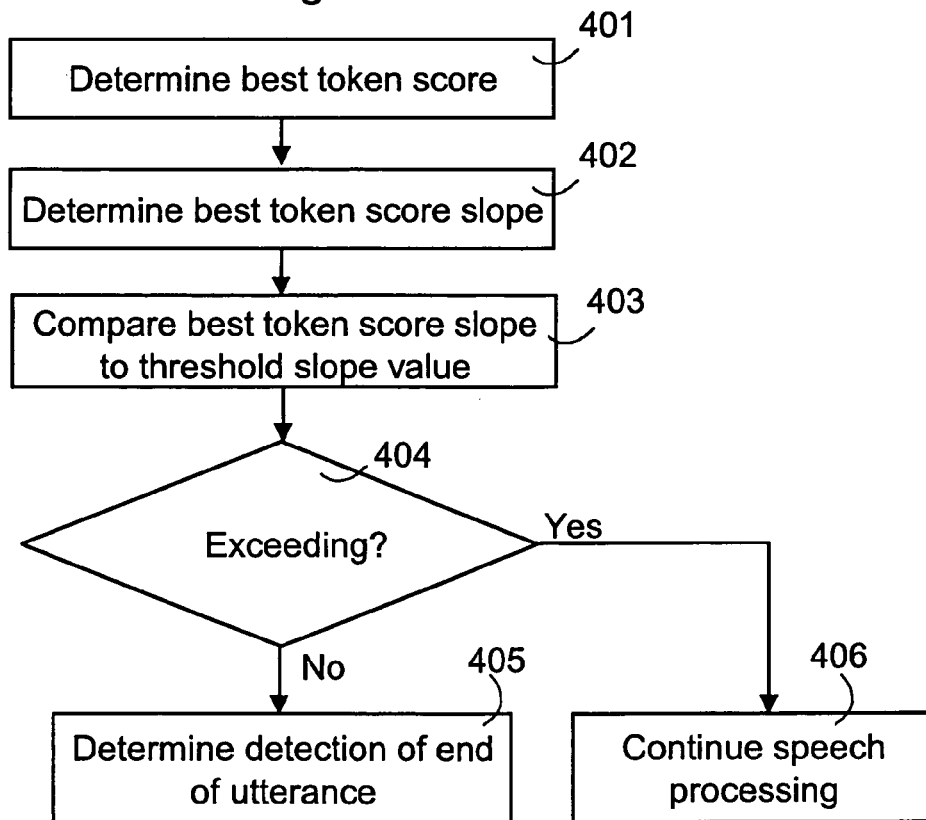 401
Determine best token score
402
Determine best token score slope
403
Compare best token score slope
to threshold slope value
404
Exceeding?
Yes
No
405
406
Determine detection of end
of utterance
Continue speech
processing